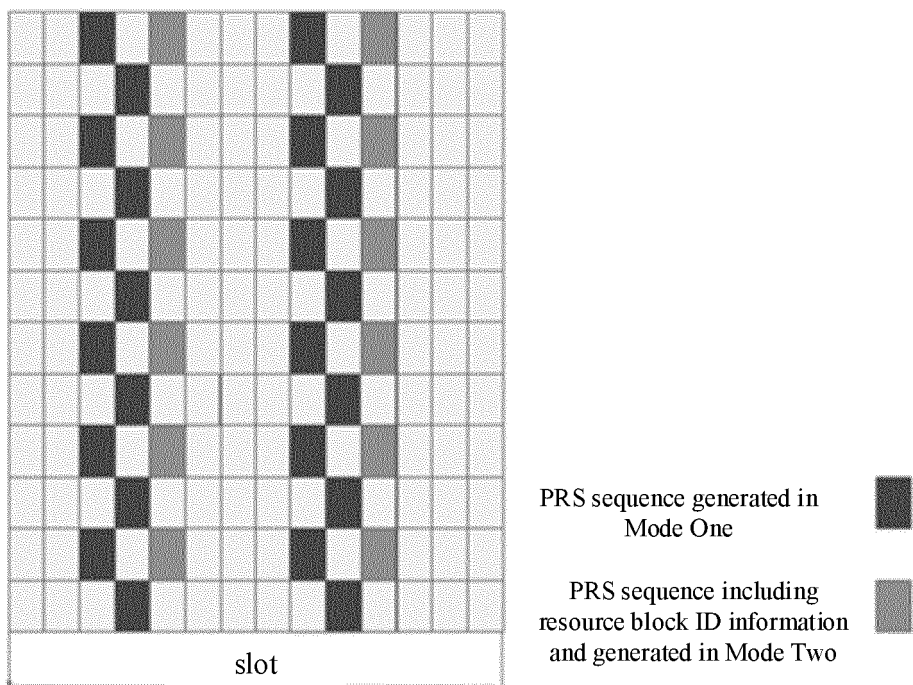 PRS sequence generated in
Mode One
PRS sequence including
resource block ID information
and generated in Mode Two
slot